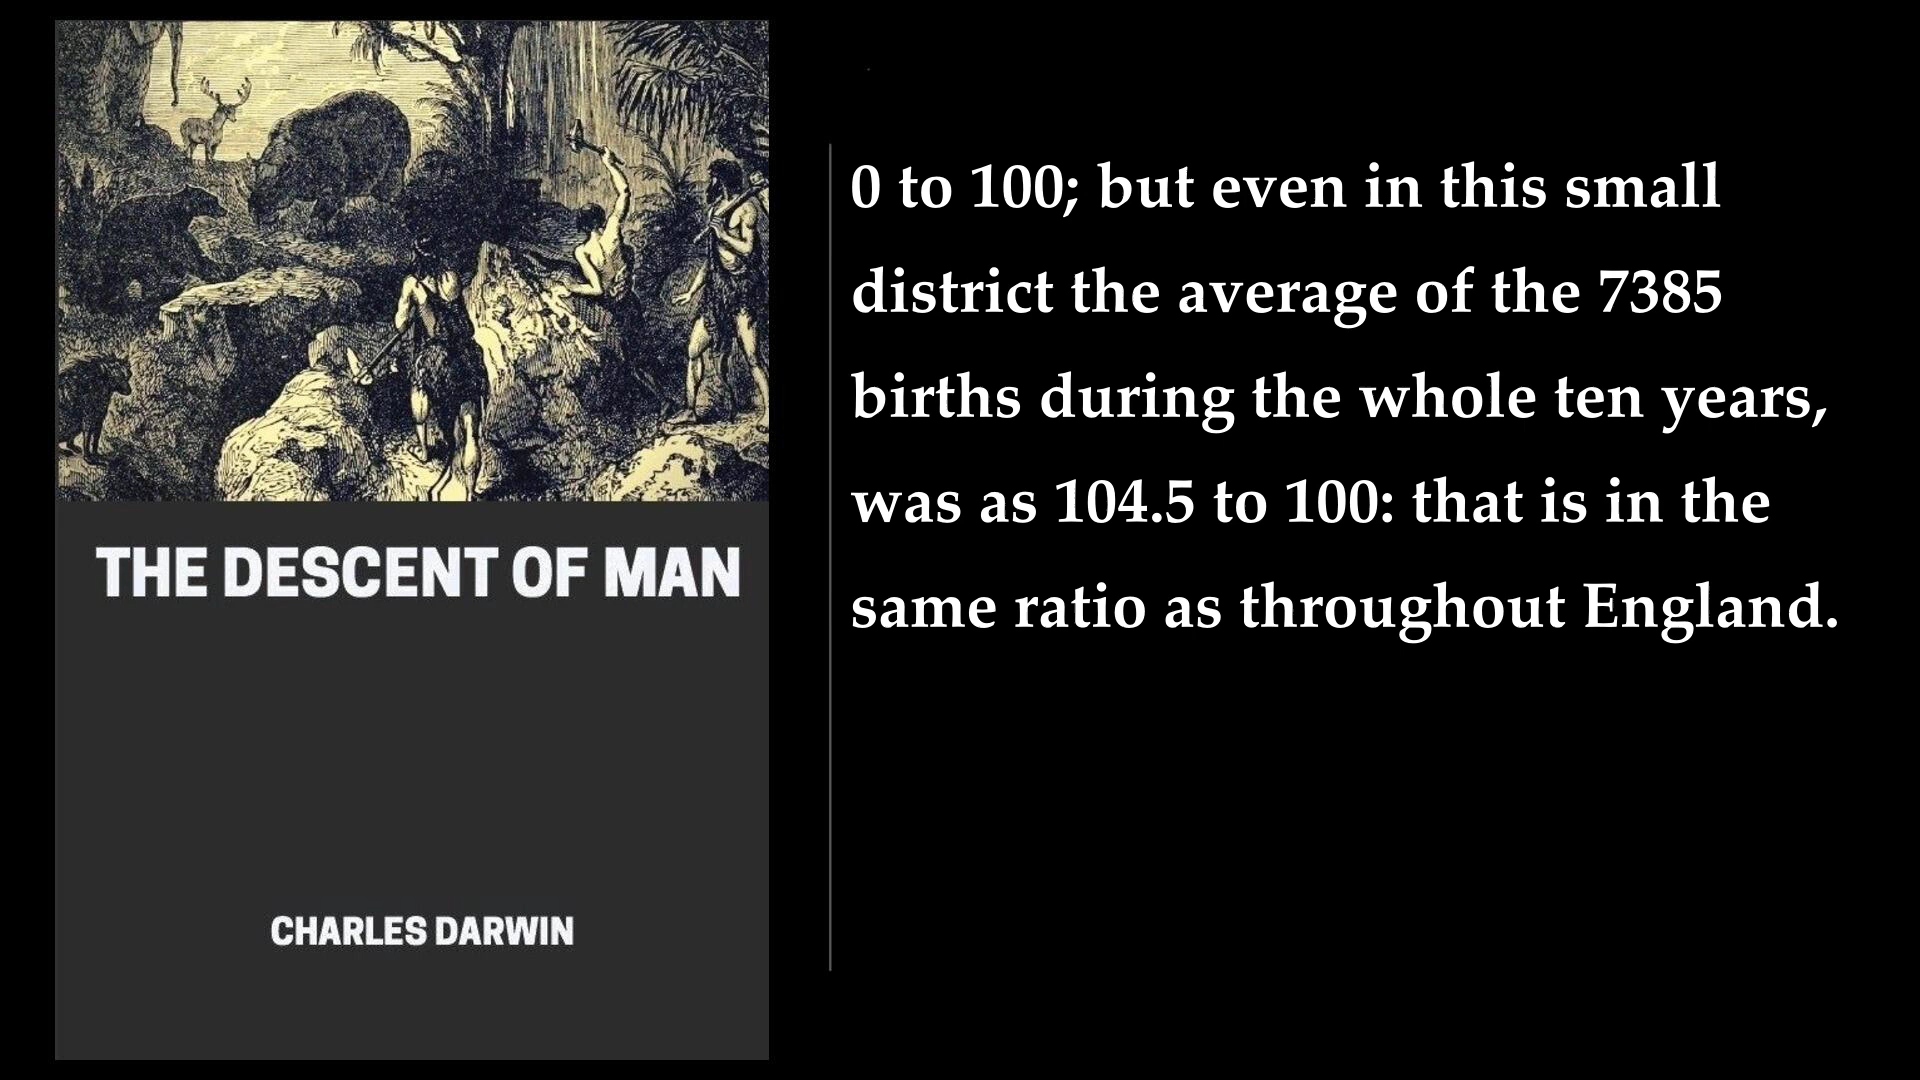 THE DESCENT OF MAN
CHARLES DARWIN
0 to 100; but even in this small
district the average of the 7385
births during the whole ten years,
was as 104.5 to 100: that is in the
same ratio as throughout England.